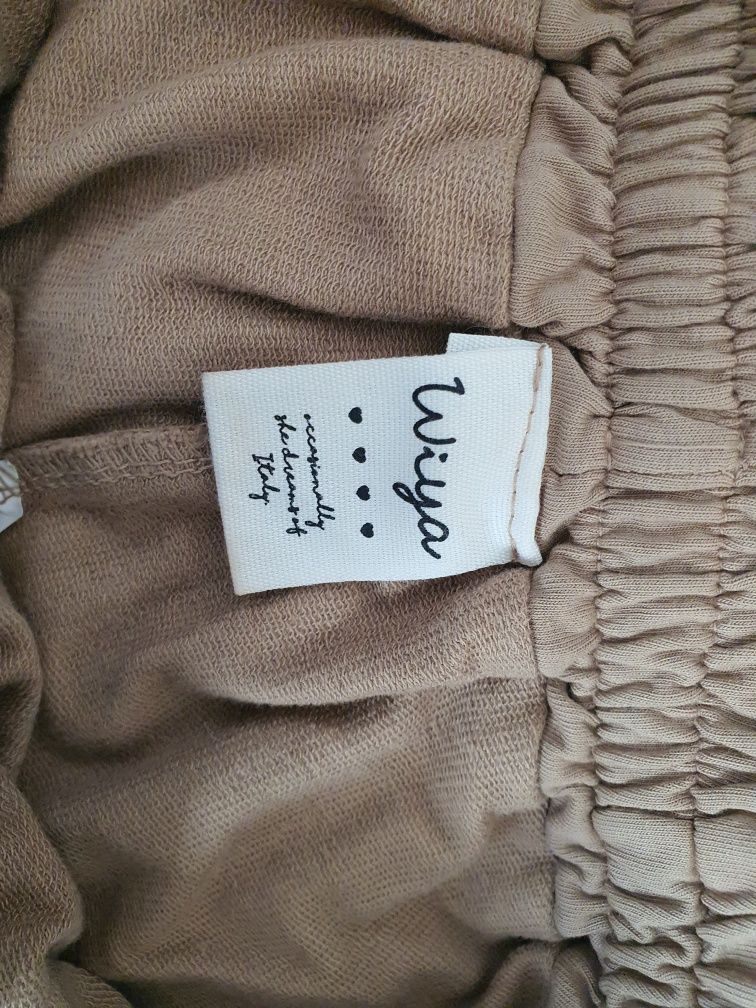 Wiya
occasionally
she dreams of
Italy.